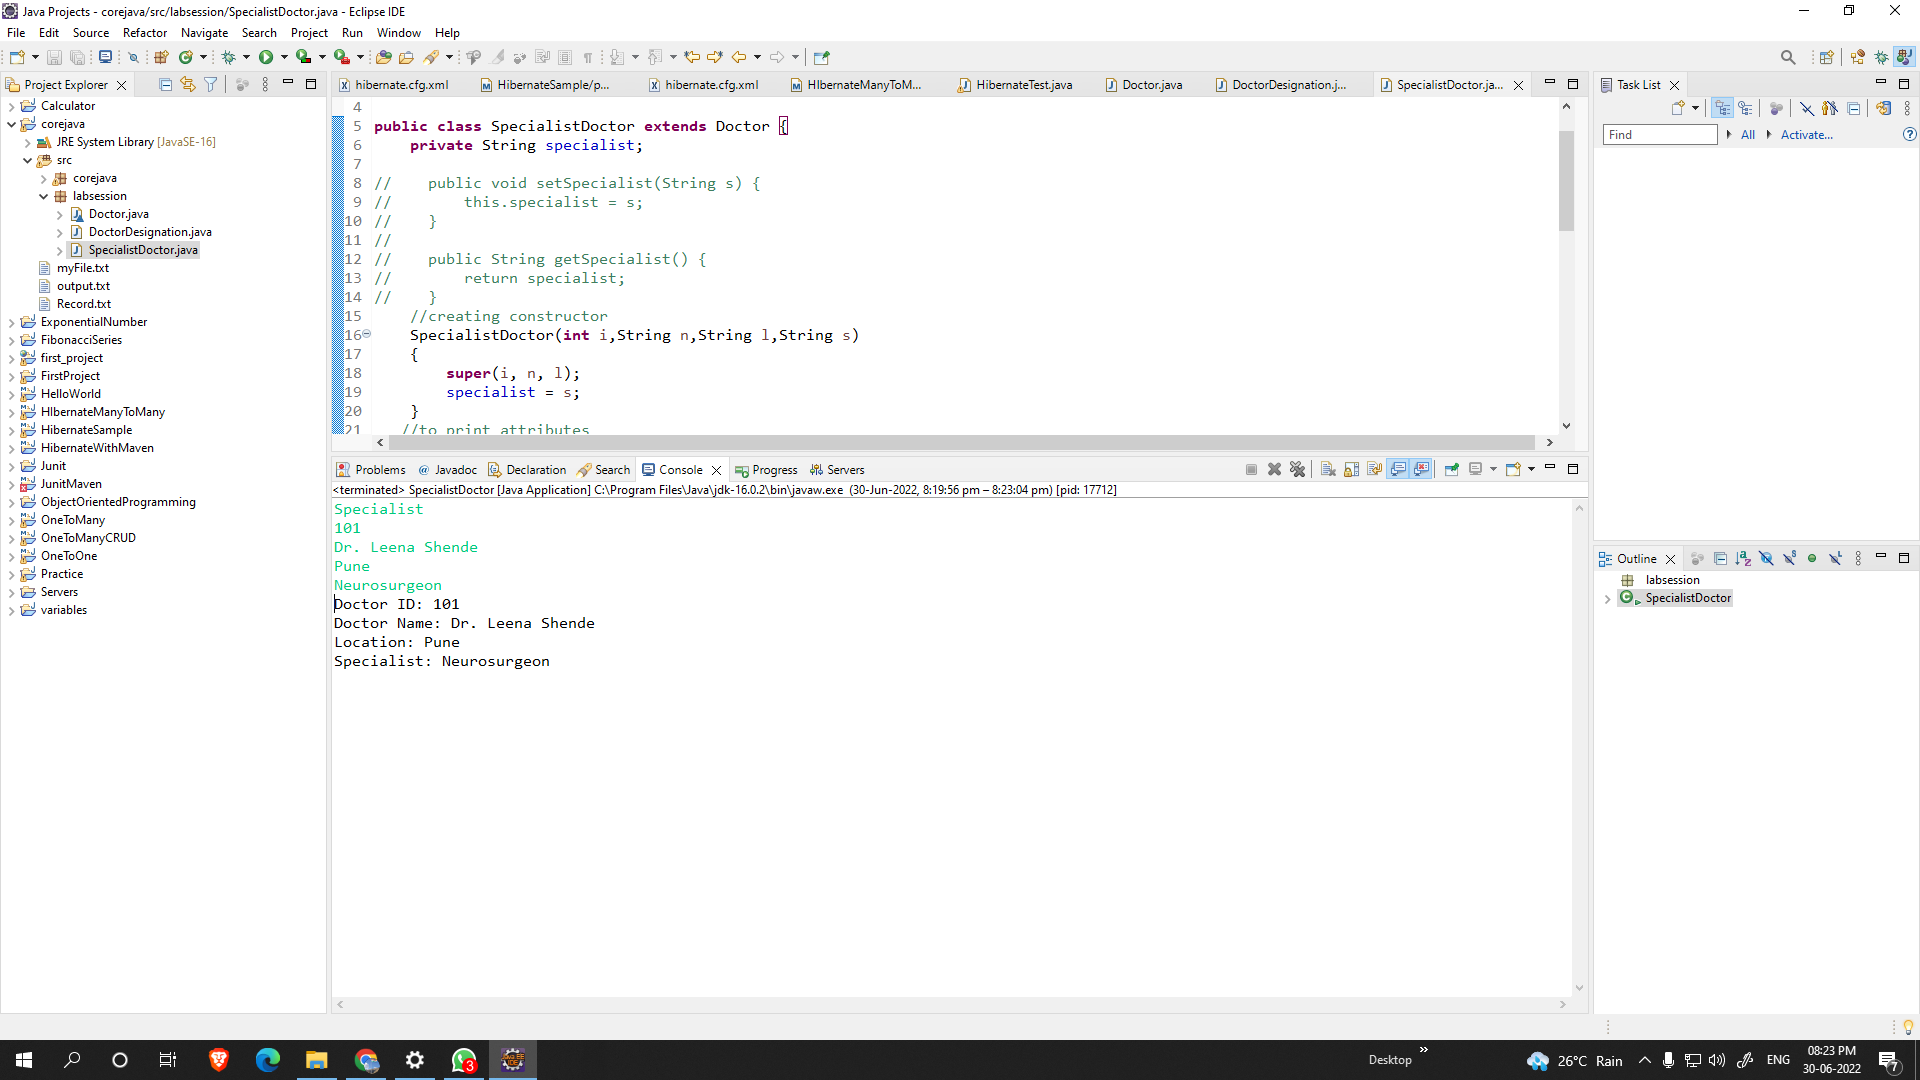 Java Projects - corejava/src/labsession/SpecialistDoctor.java - Eclipse IDE
File Edit Source Refactor Navigate Search Project Run Window Help
Project Explorer
Calculator
corejava
JRE System Library [JavaSE-16]
src
corejava
labsession
Doctor.java
DoctorDesignation.java
SpecialistDoctor.java
myFile.txt
output.txt
Record.txt
ExponentialNumber
FibonacciSeries
first_project
FirstProject
HelloWorld
HIbernateManyToMany
HibernateSample
HibernateWithMaven
Junit
JunitMaven
ObjectOrientedProgramming
OneToMany
OneToManyCRUD
OneToOne
Practice
Servers
variables
hibernate.cfg.xml HibernateSample/p... hibernate.cfg.xml HIbernateManyToM... HibernateTest.java Doctor.java DoctorDesignation.j... SpecialistDoctor.ja...
4
5 public class SpecialistDoctor extends Doctor {
6 private String specialist;
7
8 // public void setSpecialist(String s) {
9 // this.specialist = s;
10 // }
11 //
12 // public String getSpecialist() {
13 // return specialist;
14 // }
15 //creating constructor
16 SpecialistDoctor(int i,String n,String l,String s)
17 {
18 super(i, n, l);
19 specialist = s;
20 }
21 //to print attributes
Problems @ Javadoc Declaration Search Console Progress Servers
<terminated> SpecialistDoctor [Java Application] C:\Program Files\Java\jdk-16.0.2\bin\javaw.exe (30-Jun-2022, 8:19:56 pm – 8:23:04 pm) [pid: 17712]
Specialist
101
Dr. Leena Shende
Pune
Neurosurgeon
Doctor ID: 101
Doctor Name: Dr. Leena Shende
Location: Pune
Specialist: Neurosurgeon
Task List
Find All Activate...
Outline
labsession
SpecialistDoctor
3
Desktop
26°C Rain
ENG
08:23 PM
30-06-2022
7